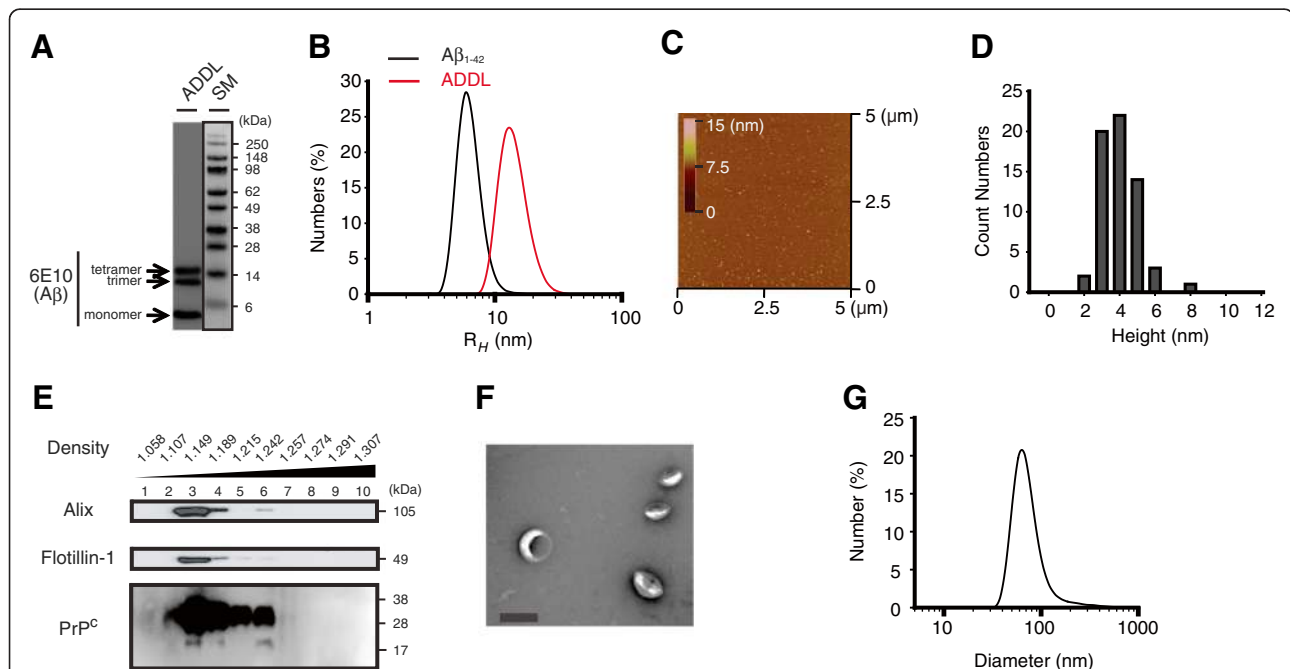 A
ADDL
SM
(kDa)
250
148
98
62
49
38
28
14
6
6E10
(Aβ)
tetramer
trimer
monomer
B
Aβ1-42
ADDL
Numbers (%)
30
25
20
15
10
5
0
1
10
100
RH (nm)
C
15 (nm)
7.5
0
5 (μm)
2.5
0
0
2.5
5 (μm)
D
Count Numbers
25
20
15
10
5
0
0 2 4 6 8 10 12
Height (nm)
E
Density
1.058 1.107 1.149 1.189 1.215 1.242 1.257 1.274 1.291 1.307
1 2 3 4 5 6 7 8 9 10 (kDa)
Alix
105
Flotillin-1
49
PrPc
38
28
17
F
G
Number (%)
25
20
15
10
5
0
10
100
1000
Diameter (nm)